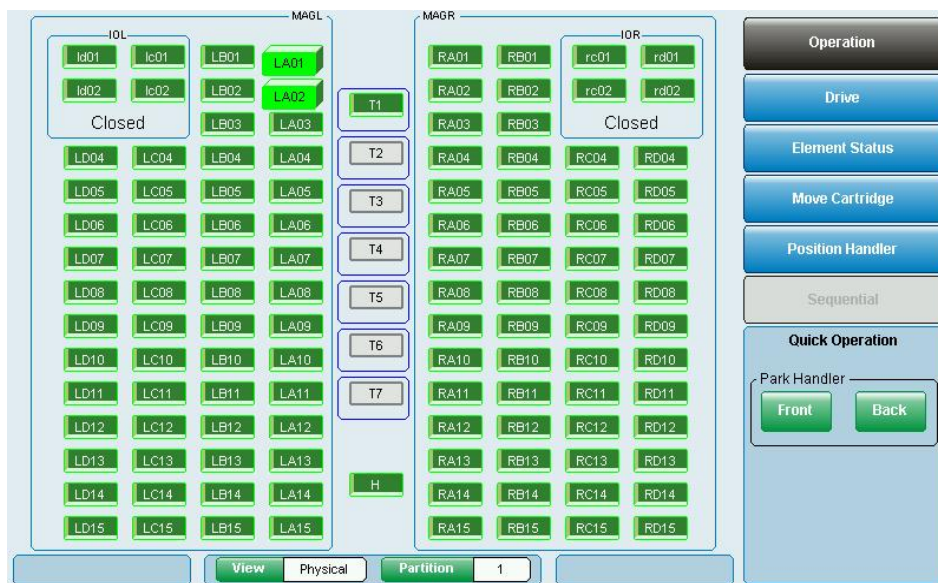 MAGL MAGR
IOL IOR
ld01 lc01 LB01 LA01 RA01 RB01 rc01 rd01
ld02 lc02 LB02 LA02 RA02 RB02 rc02 rd02
T1
Closed LB03 LA03 RA03 RB03 Closed
LD04 LC04 LB04 LA04 T2 RA04 RB04 RC04 RD04
LD05 LC05 LB05 LA05 T3 RA05 RB05 RC05 RD05
LD06 LC06 LB06 LA06 RA06 RB06 RC06 RD06
T4
LD07 LC07 LB07 LA07 RA07 RB07 RC07 RD07
LD08 LC08 LB08 LA08 T5 RA08 RB08 RC08 RD08
LD09 LC09 LB09 LA09 RA09 RB09 RC09 RD09
T6
LD10 LC10 LB10 LA10 RA10 RB10 RC10 RD10
LD11 LC11 LB11 LA11 T7 RA11 RB11 RC11 RD11
LD12 LC12 LB12 LA12 RA12 RB12 RC12 RD12
LD13 LC13 LB13 LA13 RA13 RB13 RC13 RD13
H
LD14 LC14 LB14 LA14 RA14 RB14 RC14 RD14
LD15 LC15 LB15 LA15 RA15 RB15 RC15 RD15
View Physical Partition 1
Operation
Drive
Element Status
Move Cartridge
Position Handler
Sequential
Quick Operation
Park Handler
Front Back